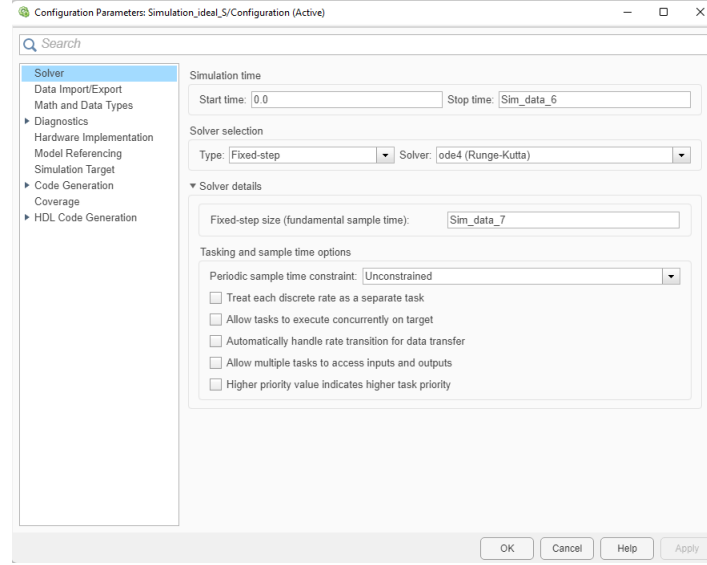 Configuration Parameters: Simulation_ideal_S/Configuration (Active)
Search
Solver
Data Import/Export
Math and Data Types
Diagnostics
Hardware Implementation
Model Referencing
Simulation Target
Code Generation
Coverage
HDL Code Generation
Simulation time
Start time: 0.0 Stop time: Sim_data_6
Solver selection
Type: Fixed-step Solver: ode4 (Runge-Kutta)
Solver details
Fixed-step size (fundamental sample time): Sim_data_7
Tasking and sample time options
Periodic sample time constraint: Unconstrained
Treat each discrete rate as a separate task
Allow tasks to execute concurrently on target
Automatically handle rate transition for data transfer
Allow multiple tasks to access inputs and outputs
Higher priority value indicates higher task priority
OK Cancel Help Apply